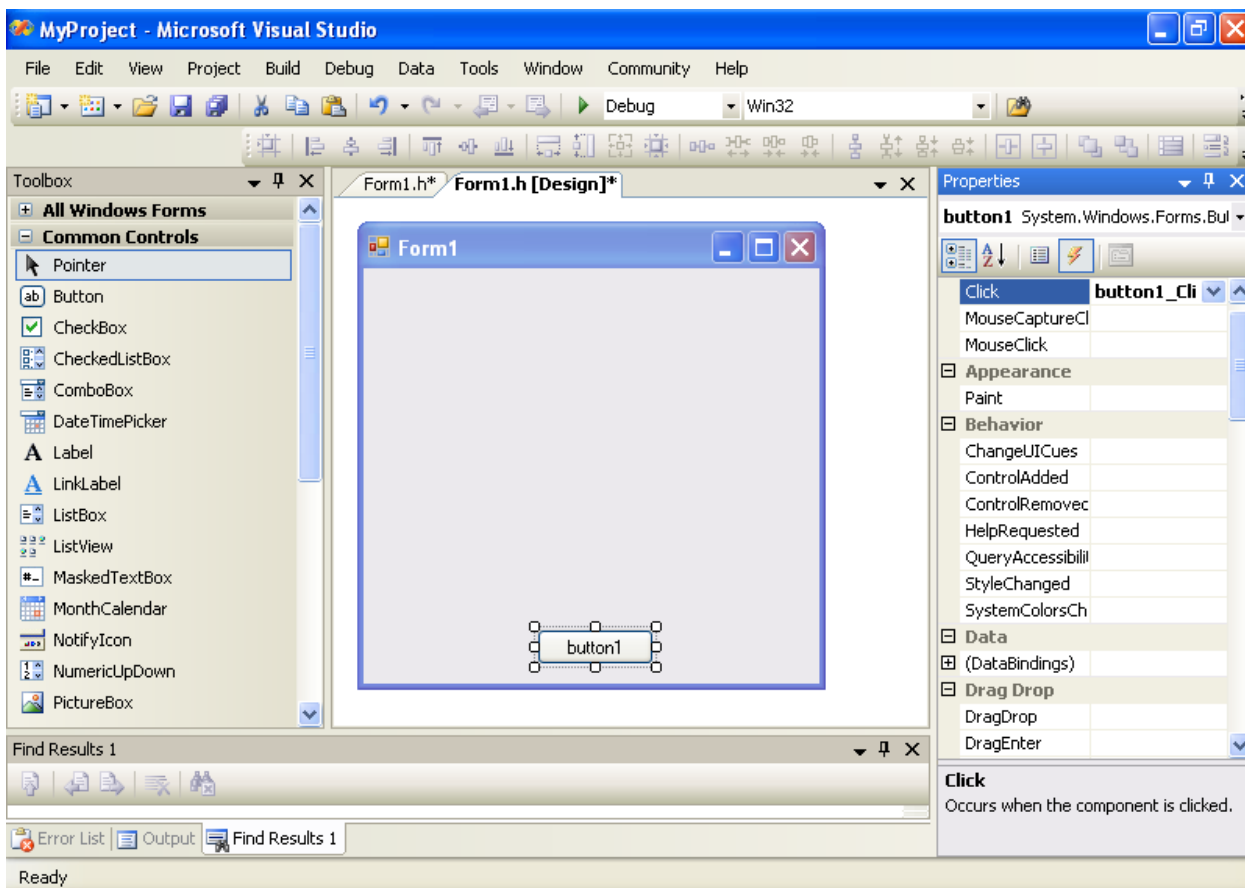 MyProject - Microsoft Visual Studio
File Edit View Project Build Debug Data Tools Window Community Help
Debug Win32
Toolbox
All Windows Forms
Common Controls
Pointer
ab Button
CheckBox
CheckedListBox
ComboBox
DateTimePicker
A Label
A LinkLabel
ListBox
ListView
#- MaskedTextBox
MonthCalendar
NotifyIcon
NumericUpDown
PictureBox
Form1.h* Form1.h [Design]*
Form1
button1
Properties
button1 System.Windows.Forms.But
Click button1_Cli
MouseCaptureCl
MouseClick
Appearance
Paint
Behavior
ChangeUICues
ControlAdded
ControlRemovec
HelpRequested
QueryAccessibili
StyleChanged
SystemColorsCh
Data
(DataBindings)
Drag Drop
DragDrop
DragEnter
Click
Occurs when the component is clicked.
Find Results 1
Error List Output Find Results 1
Ready